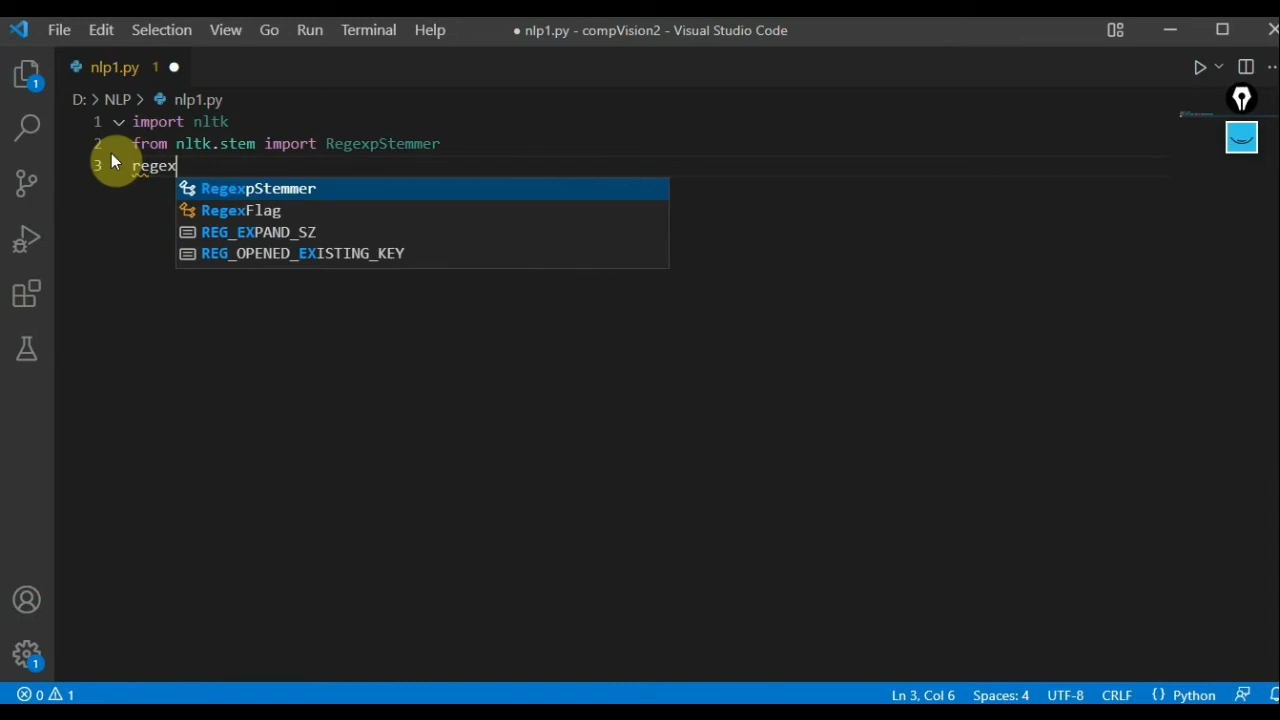 File Edit Selection View Go Run Terminal Help ● nlp1.py - compVision2 - Visual Studio Code
nlp1.py 1 ●
D: > NLP > nlp1.py
1 import nltk
2 from nltk.stem import RegexpStemmer
3 regex
RegexpStemmer
RegexFlag
REG_EXPAND_SZ
REG_OPENED_EXISTING_KEY
1
1
0 1 Ln 3, Col 6 Spaces: 4 UTF-8 CRLF {} Python